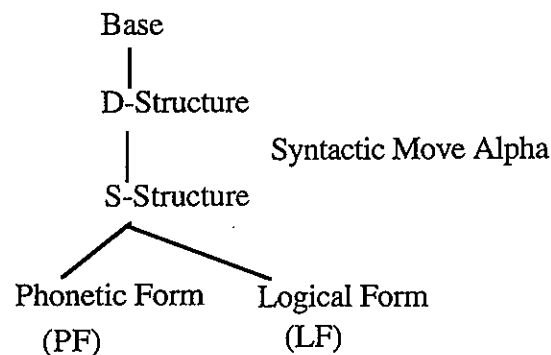 Base
D-Structure
Syntactic Move Alpha
S-Structure
Phonetic Form Logical Form
(PF) (LF)